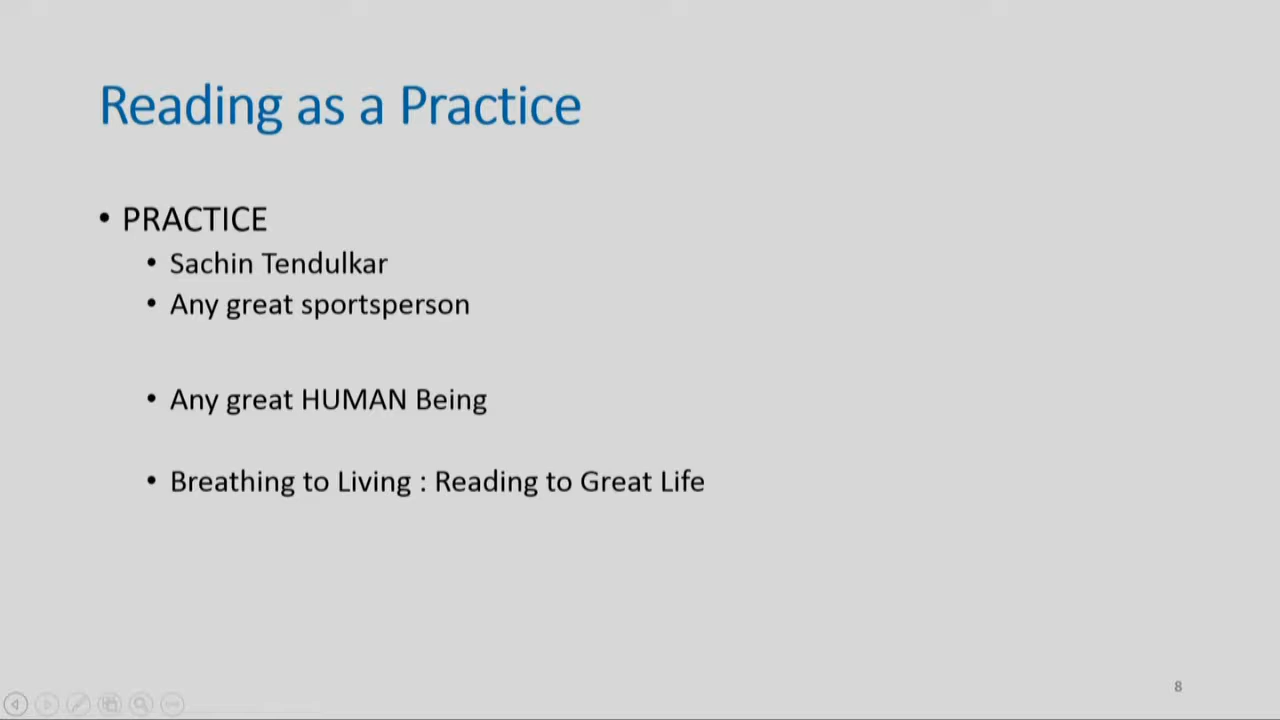 Reading as a Practice
• PRACTICE
• Sachin Tendulkar
• Any great sportsperson
• Any great HUMAN Being
• Breathing to Living : Reading to Great Life
8